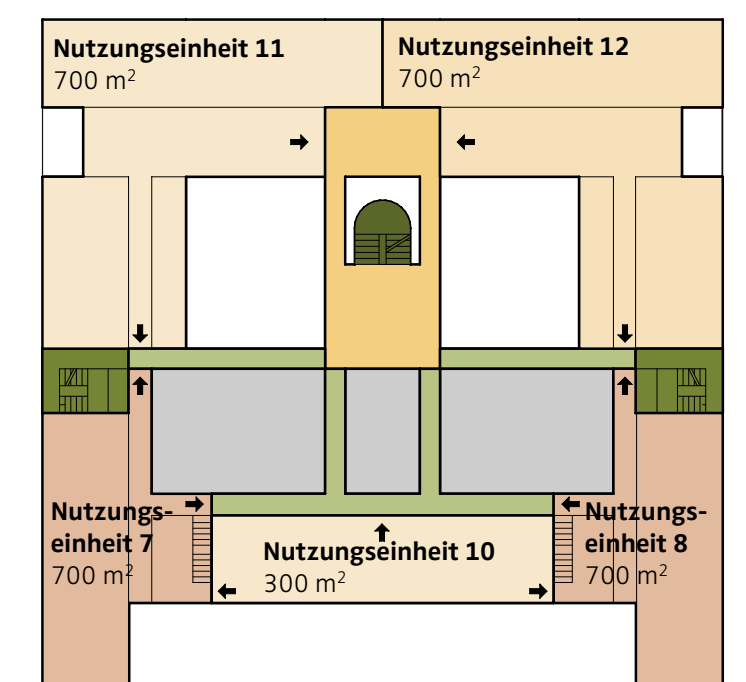 Nutzungseinheit 11
700 m²
Nutzungseinheit 12
700 m²
Nutzungs-
einheit 7
700 m²
Nutzungseinheit 10
300 m²
Nutzungs-
einheit 8
700 m²